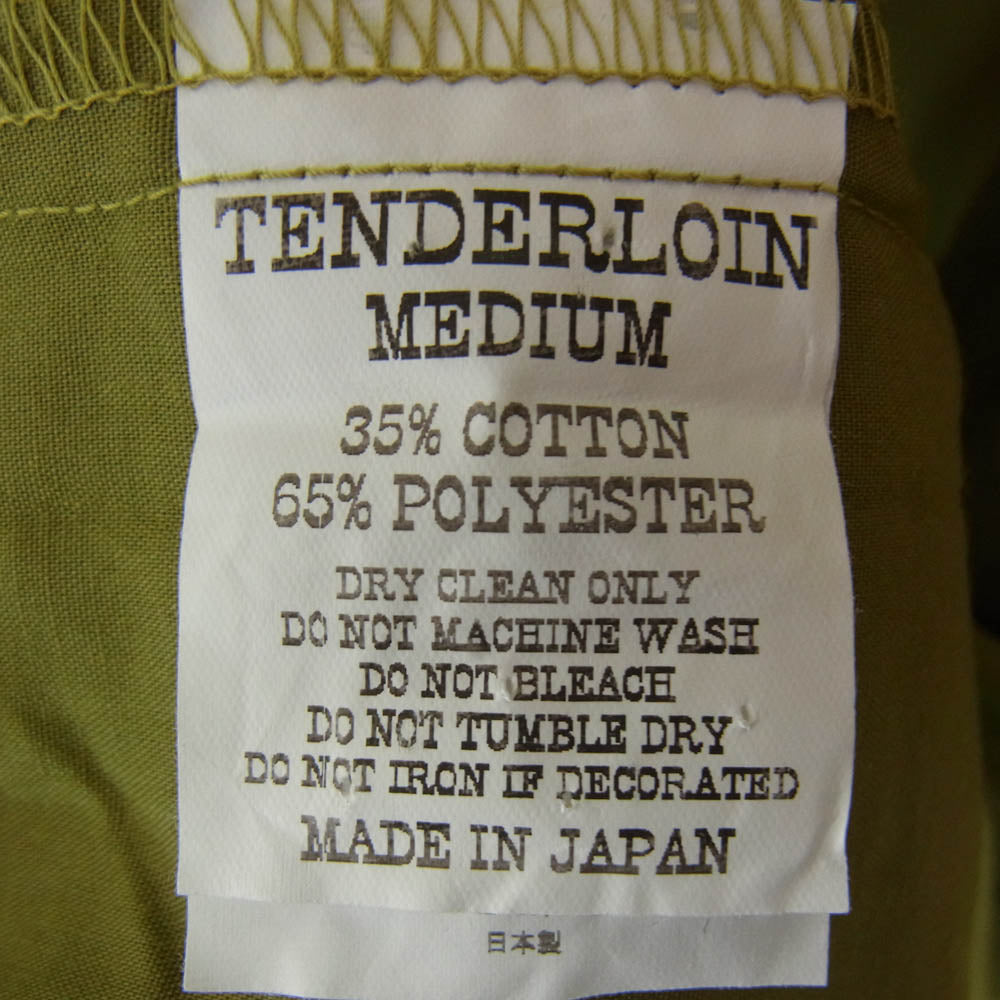 TENDERLOIN
MEDIUM
35% COTTON
65% POLYESTER
DRY CLEAN ONLY
DO NOT MACHINE WASH
DO NOT BLEACH
DO NOT TUMBLE DRY
DO NOT IRON IF DECORATED
MADE IN JAPAN
日本製